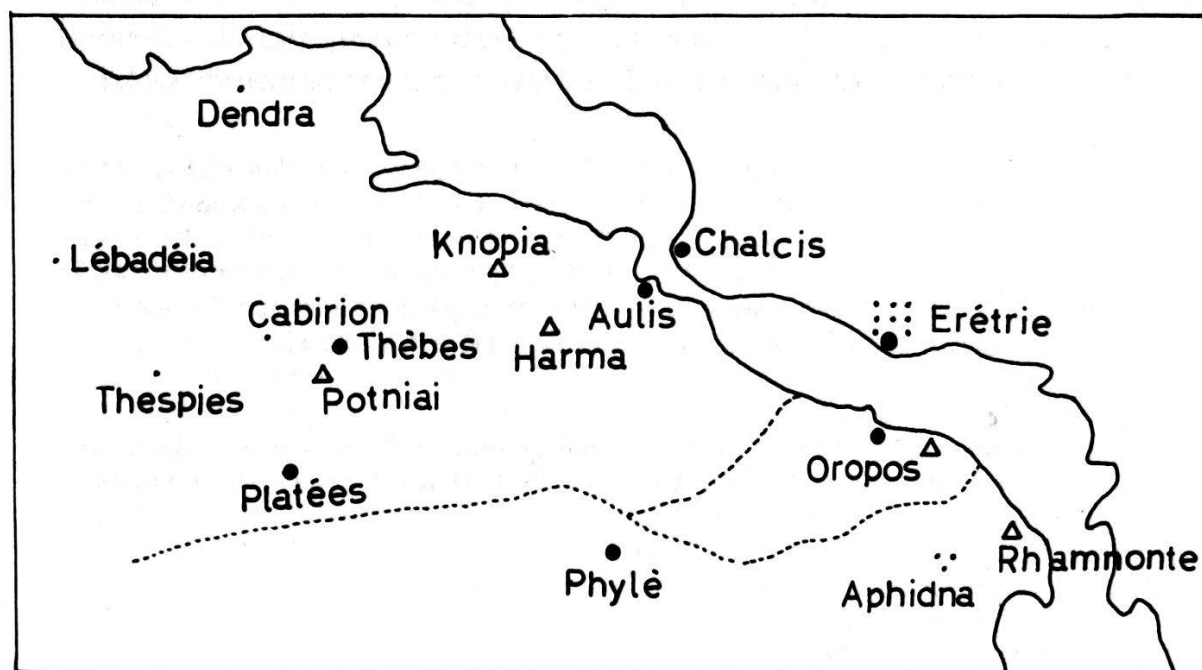 Dendra
Lébadéia
Knopia
Chalcis
Cabirion
Thèbes
Harma
Aulis
Erétrie
Thespies
Potniai
Platées
Oropos
Phylè
Aphidna
Rhamnonte